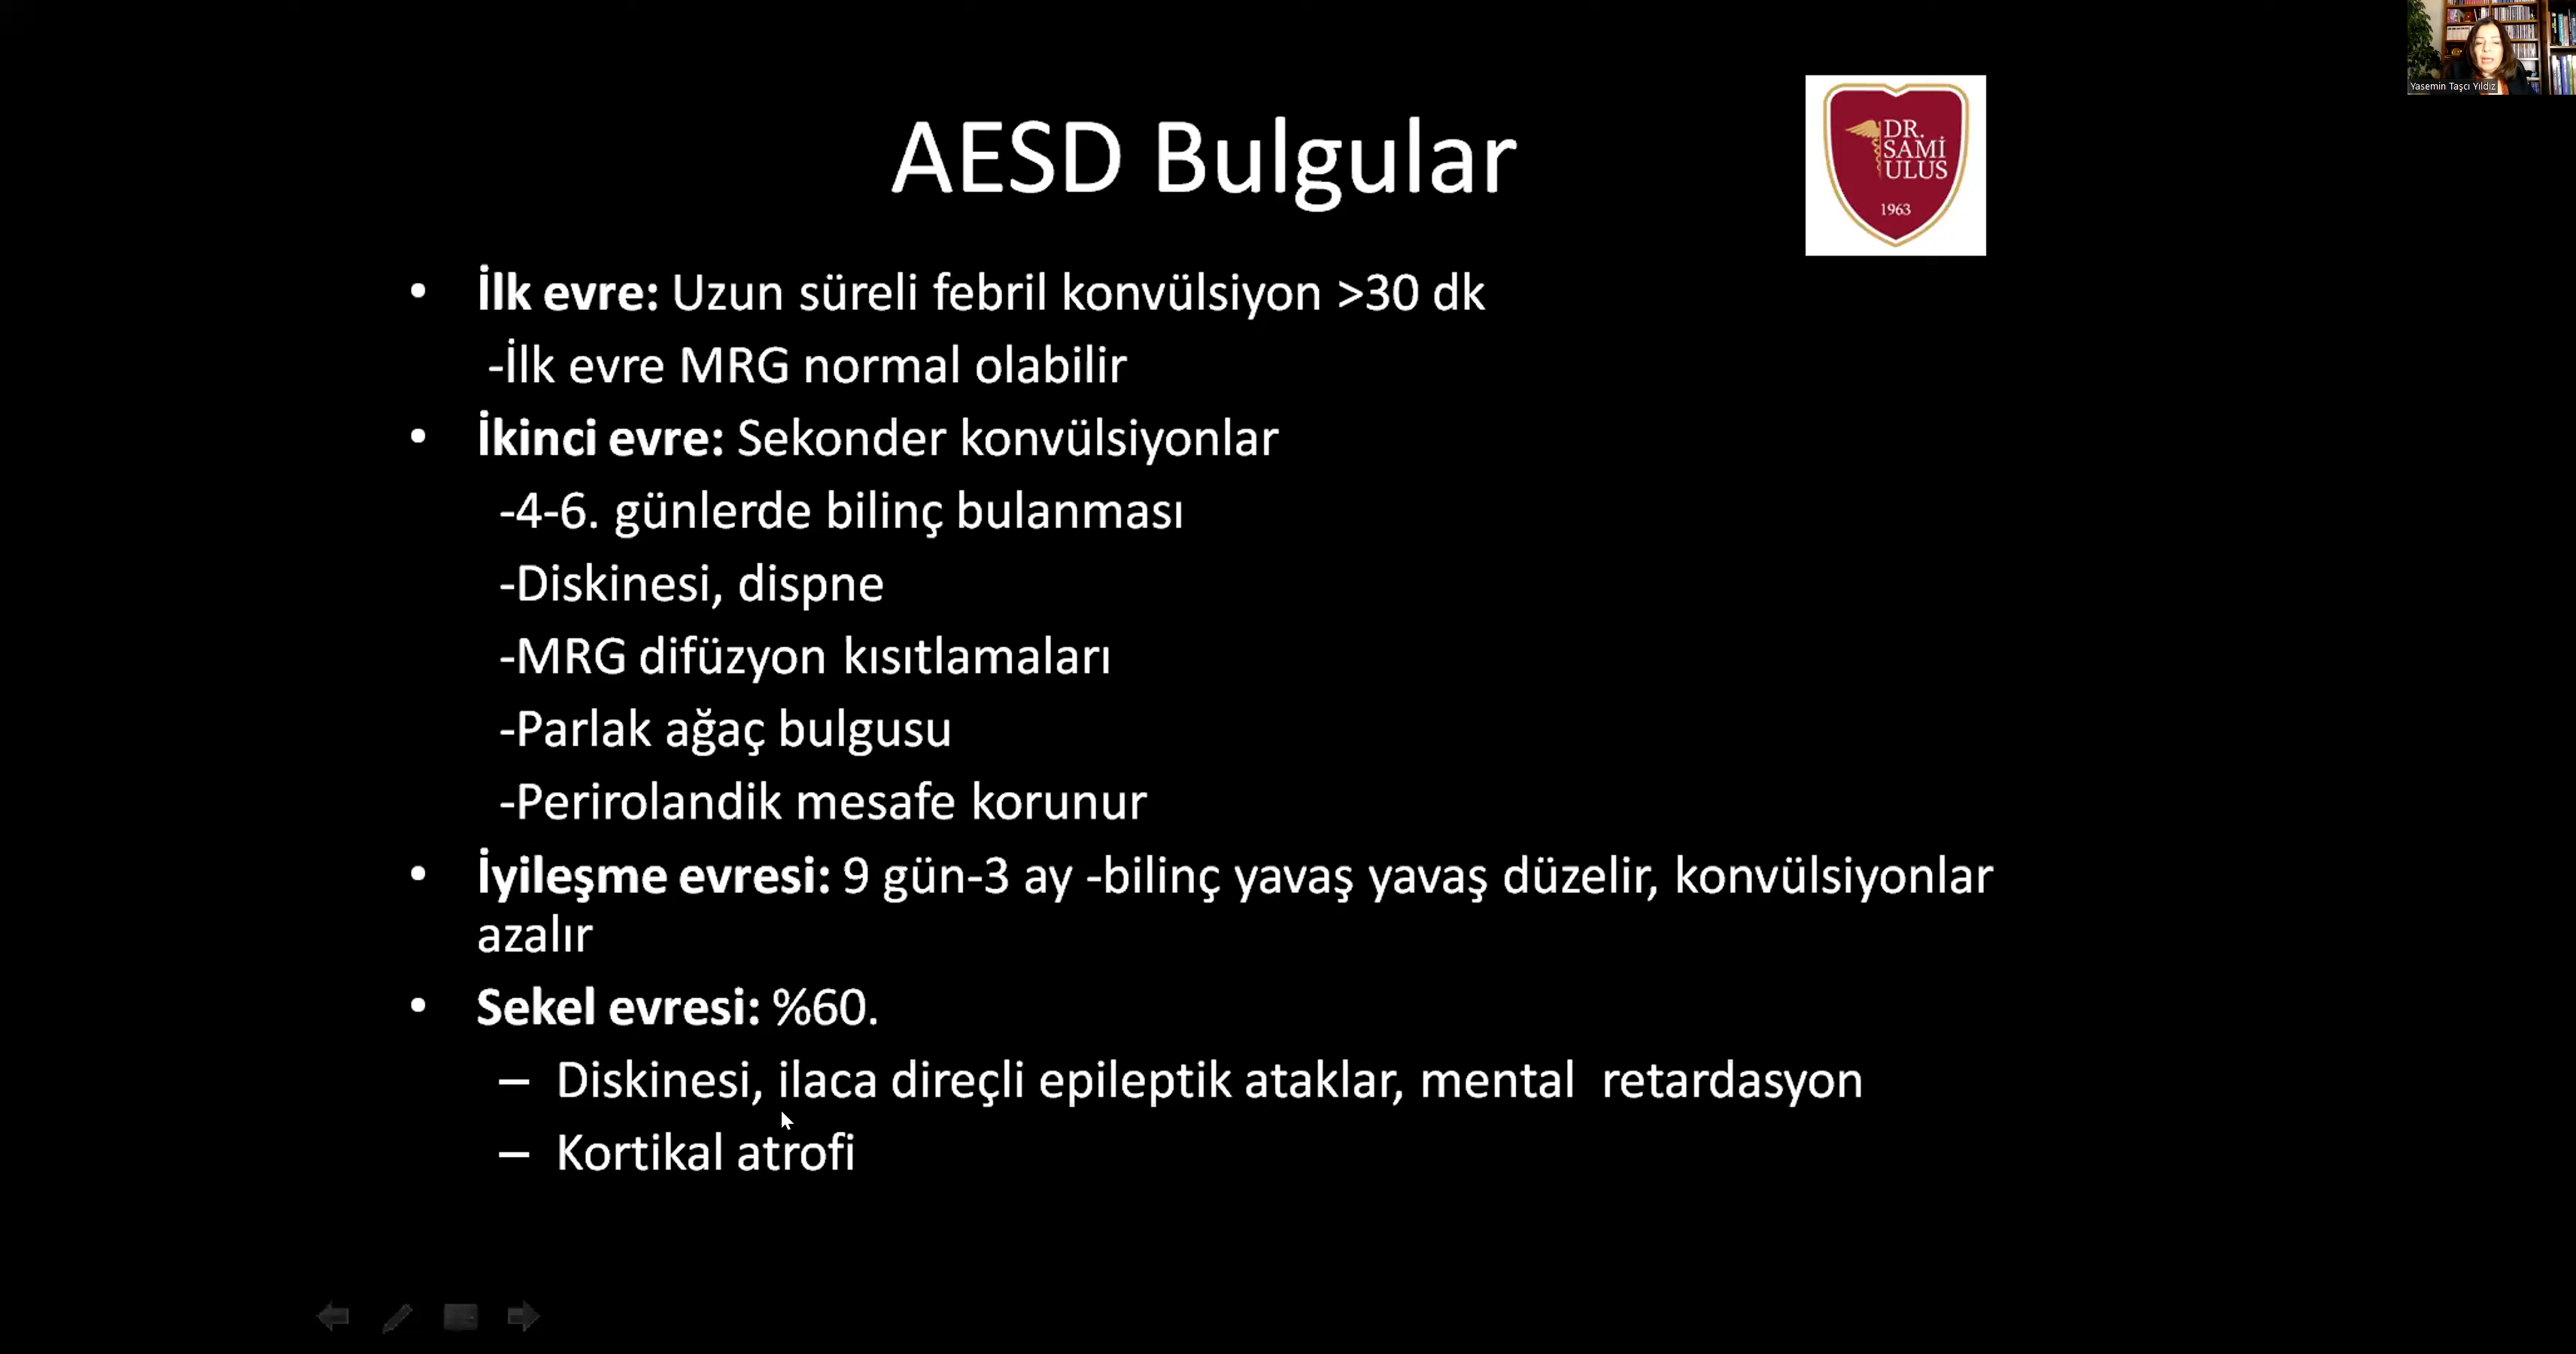 Yasemin Taşcı Yıldız
AESD Bulgular
DR.
SAMİ
ULUS
1963
• İlk evre: Uzun süreli febril konvülsiyon >30 dk
-İlk evre MRG normal olabilir
• İkinci evre: Sekonder konvülsiyonlar
-4-6. günlerde bilinç bulanması
-Diskinesi, dispne
-MRG difüzyon kısıtlamaları
-Parlak ağaç bulgusu
-Perirolandik mesafe korunur
• İyileşme evresi: 9 gün-3 ay -bilinç yavaş yavaş düzelir, konvülsiyonlar
azalır
• Sekel evresi: %60.
– Diskinesi, ilaca direçli epileptik ataklar, mental retardasyon
– Kortikal atrofi